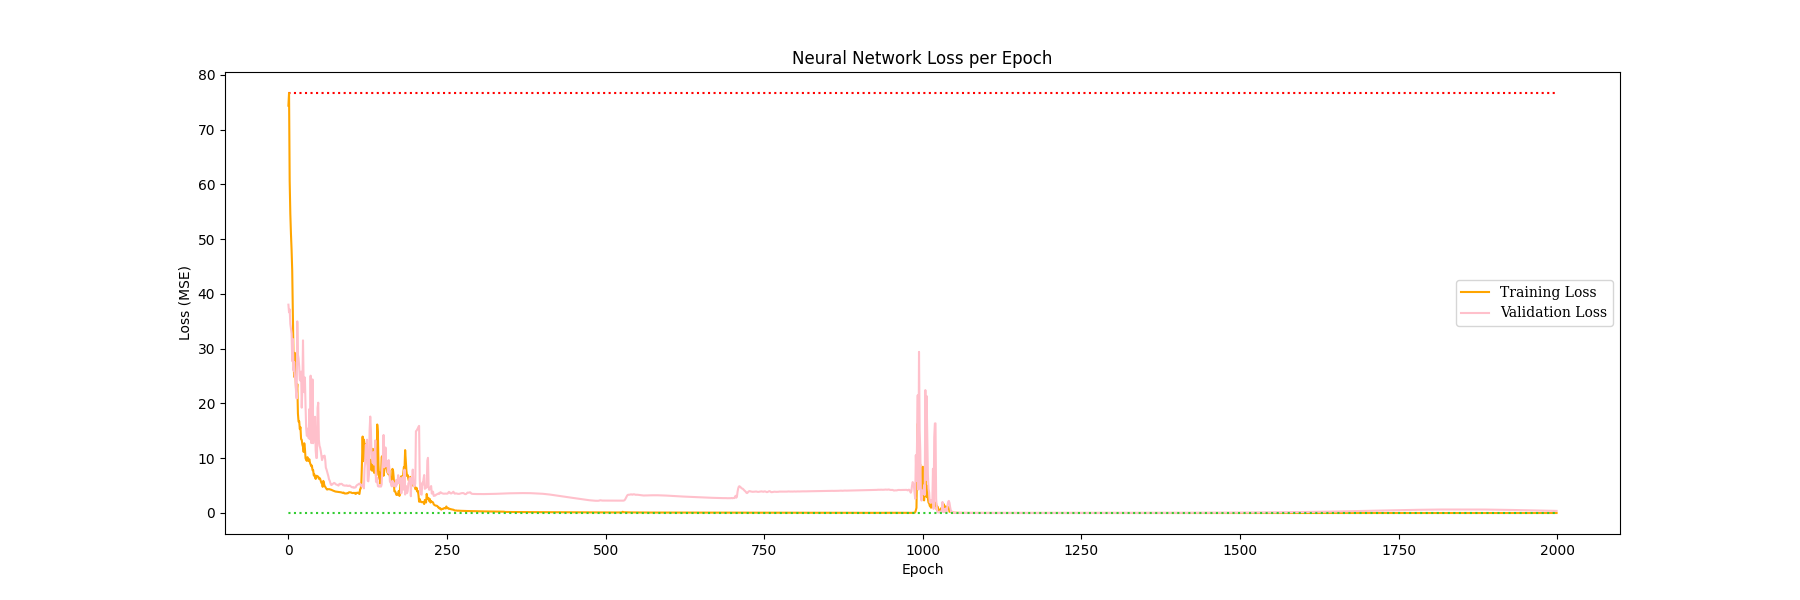 Neural Network Loss per Epoch
80
70
60
50
40
30
20
10
0
Loss (MSE)
Training Loss
Validation Loss
0 250 500 750 1000 1250 1500 1750 2000
Epoch